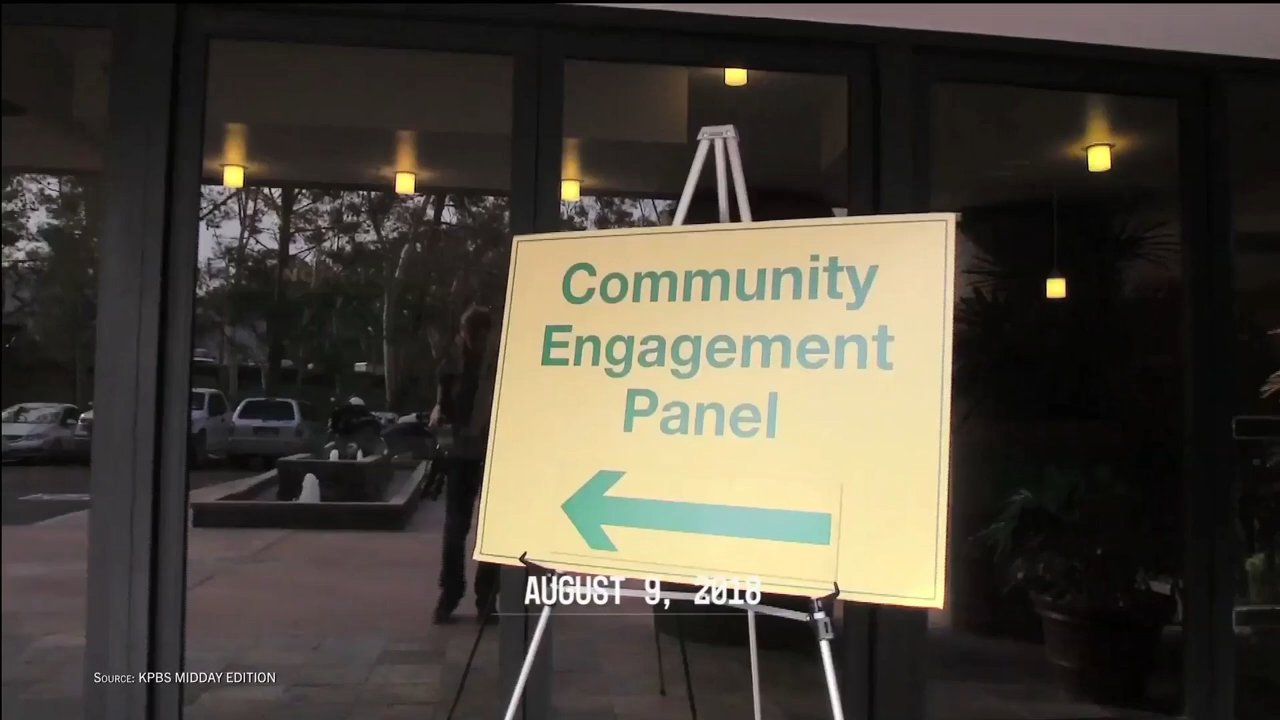 Community
Engagement
Panel
AUGUST 9, 2018
SOURCE: KPBS MIDDAY EDITION